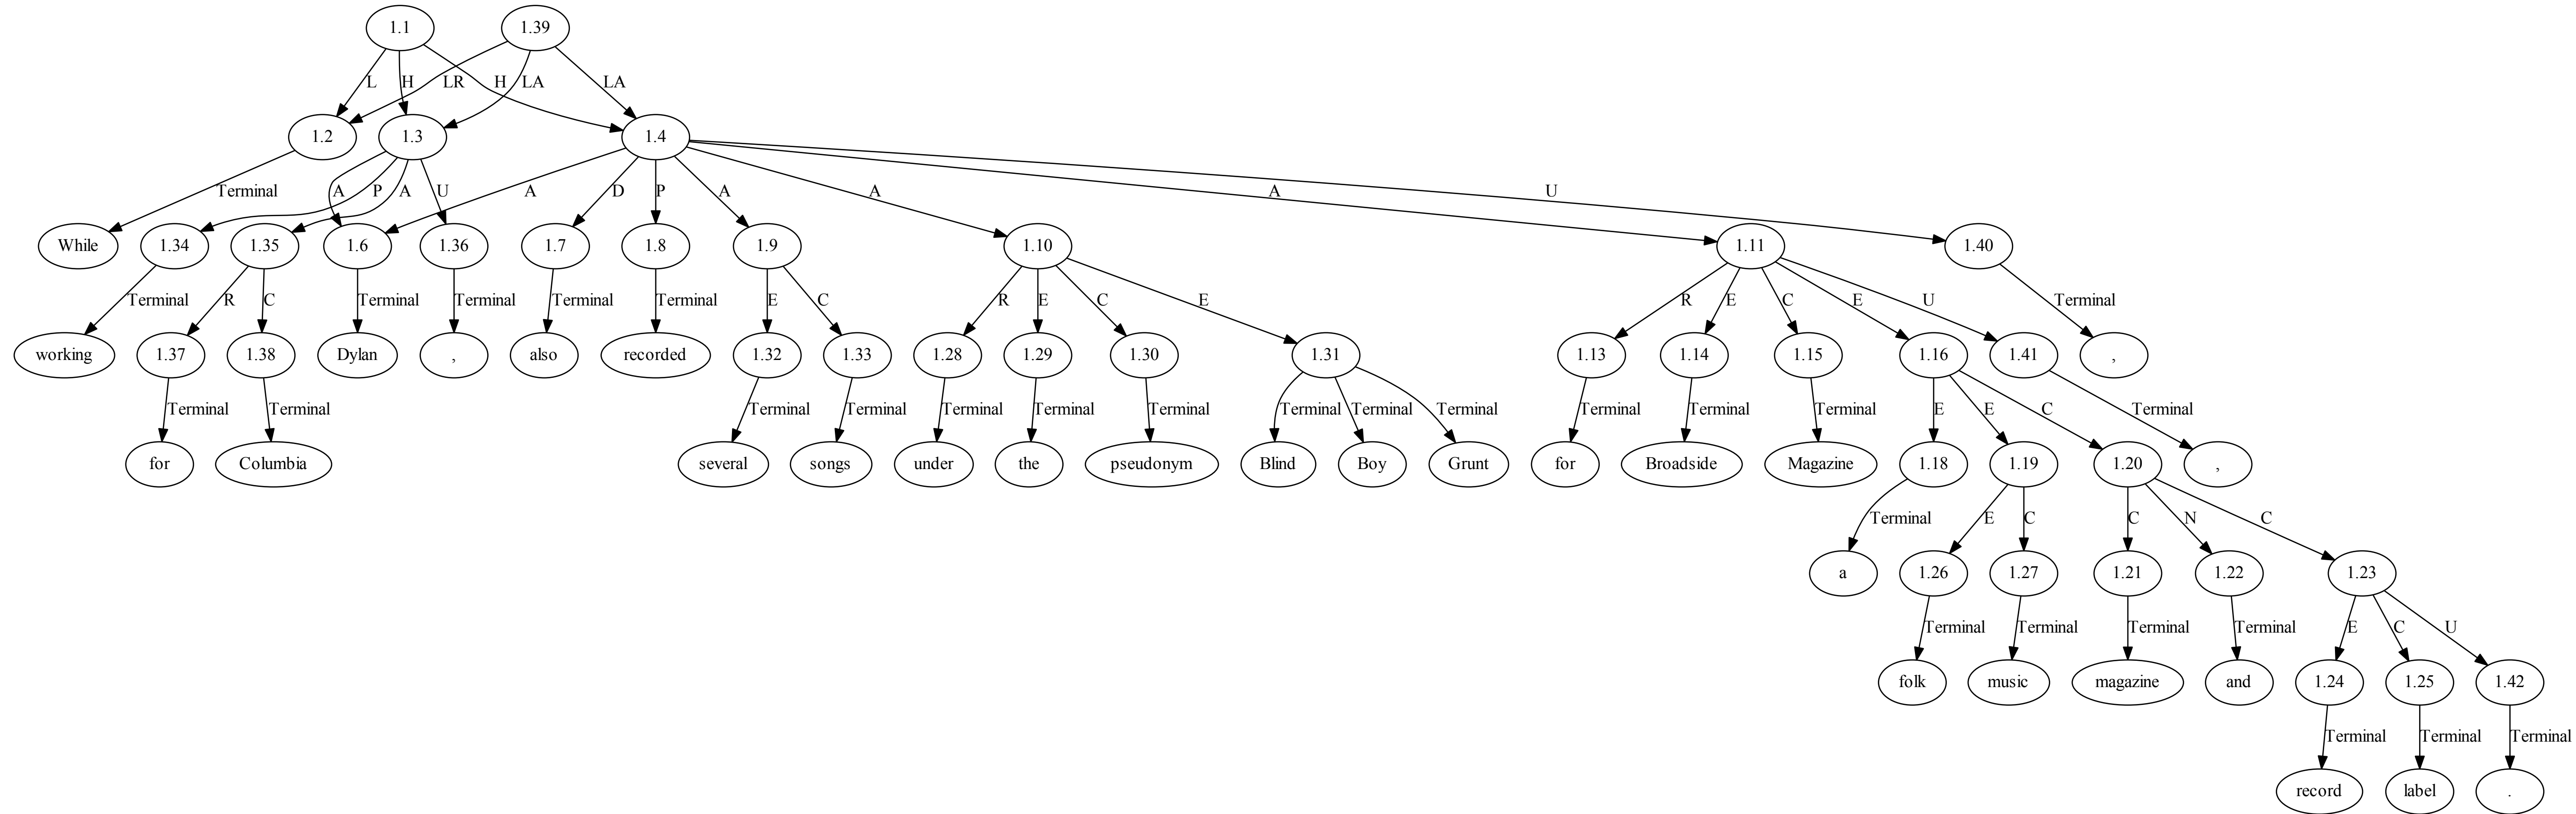 1.1 1.39
L H LR H LA LA
1.2 1.3 1.4
Terminal A P A U A D P A A A U
While 1.34 1.35 1.6 1.36 1.7 1.8 1.9 1.10 1.11 1.40
Terminal R C Terminal Terminal Terminal Terminal E C R E C E R E C E U Terminal
working 1.37 1.38 Dylan , also recorded 1.32 1.33 1.28 1.29 1.30 1.31 1.13 1.14 1.15 1.16 1.41 ,
Terminal Terminal Terminal Terminal Terminal Terminal Terminal Terminal Terminal Terminal Terminal Terminal Terminal E E C Terminal
for Columbia several songs under the pseudonym Blind Boy Grunt for Broadside Magazine 1.18 1.19 1.20 ,
Terminal E C C N C
a 1.26 1.27 1.21 1.22 1.23
Terminal Terminal Terminal Terminal E C U
folk music magazine and 1.24 1.25 1.42
Terminal Terminal Terminal
record label .